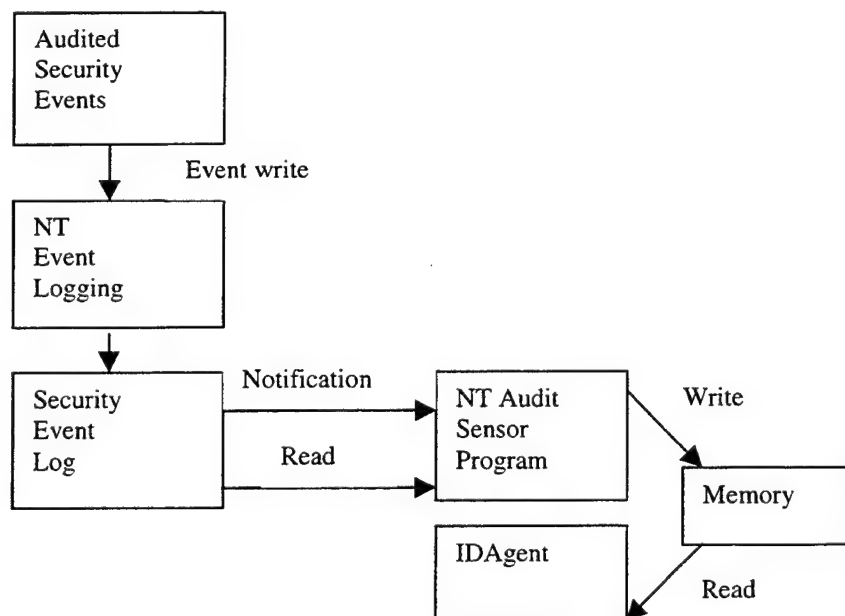 Audited
Security
Events
Event write
NT
Event
Logging
Security
Event
Log
Notification
Read
NT Audit
Sensor
Program
Write
Memory
IDAgent
Read